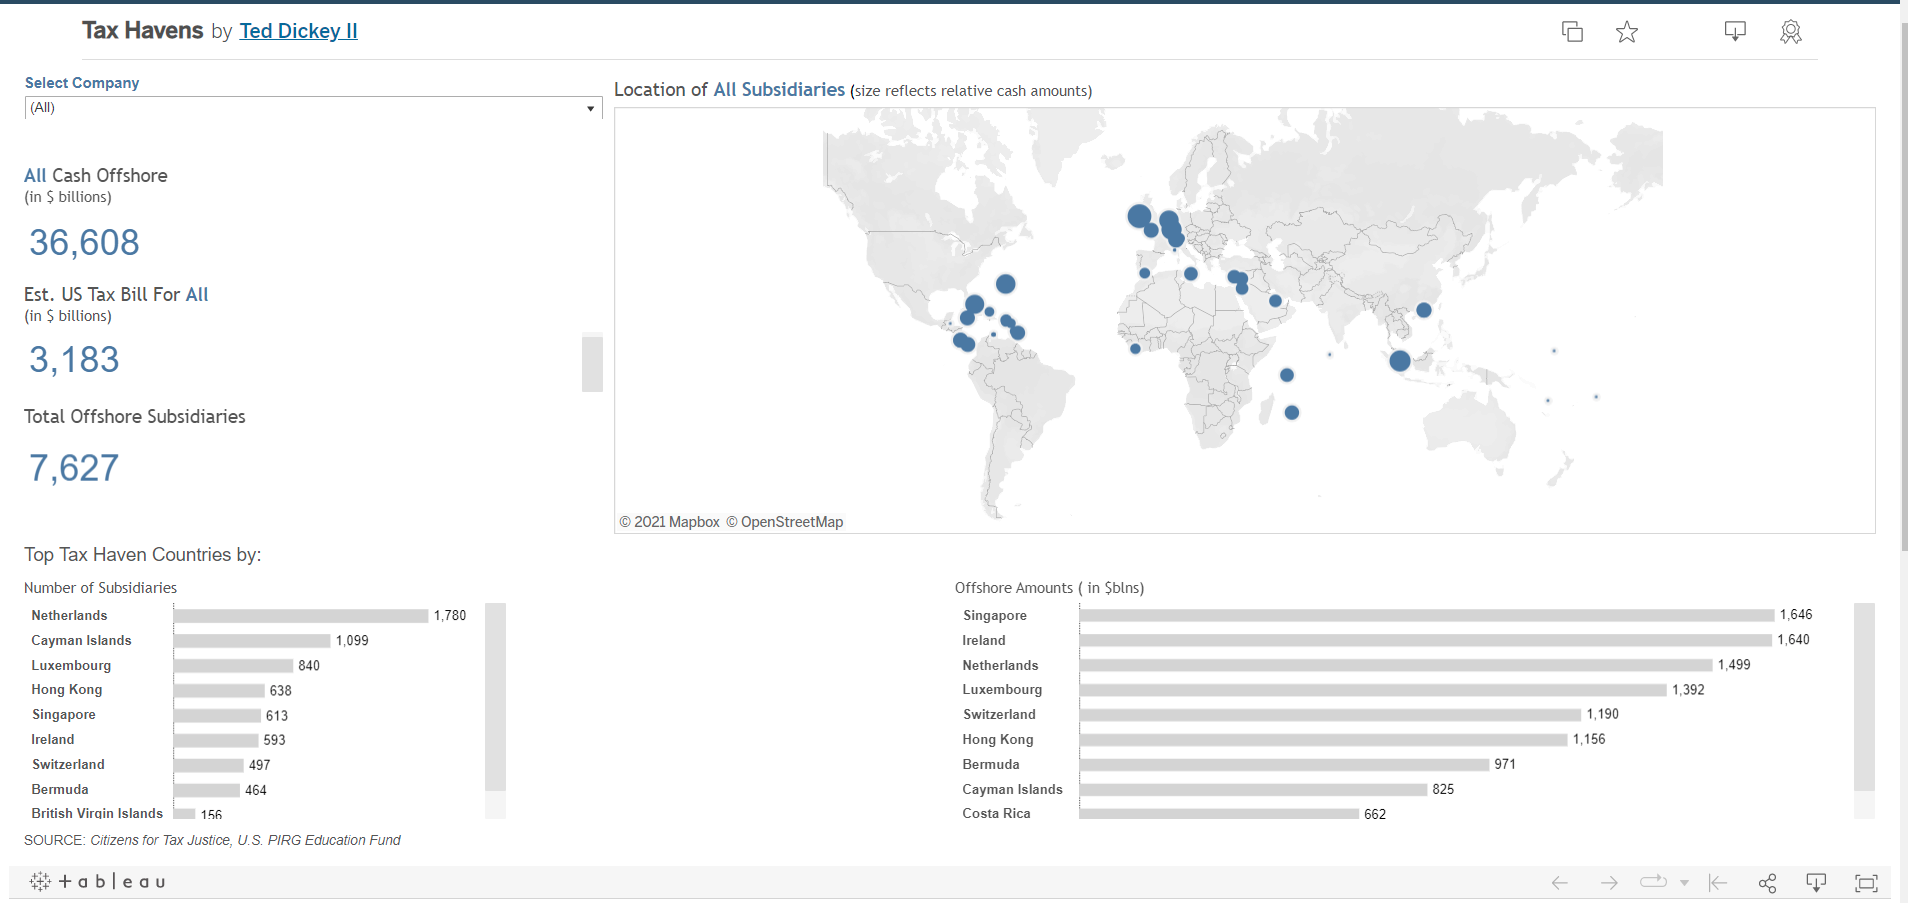 Tax Havens by Ted Dickey II
Select Company
(All)
All Cash Offshore
(in $ billions)
36,608
Est. US Tax Bill For All
(in $ billions)
3,183
Total Offshore Subsidiaries
7,627
Location of All Subsidiaries (size reflects relative cash amounts)
© 2021 Mapbox © OpenStreetMap
Top Tax Haven Countries by:
Number of Subsidiaries
Netherlands 1,780
Cayman Islands 1,099
Luxembourg 840
Hong Kong 638
Singapore 613
Ireland 593
Switzerland 497
Bermuda 464
British Virgin Islands 156
Offshore Amounts ( in $blns)
Singapore 1,646
Ireland 1,640
Netherlands 1,499
Luxembourg 1,392
Switzerland 1,190
Hong Kong 1,156
Bermuda 971
Cayman Islands 825
Costa Rica 662
SOURCE: Citizens for Tax Justice, U.S. PIRG Education Fund
+ableau